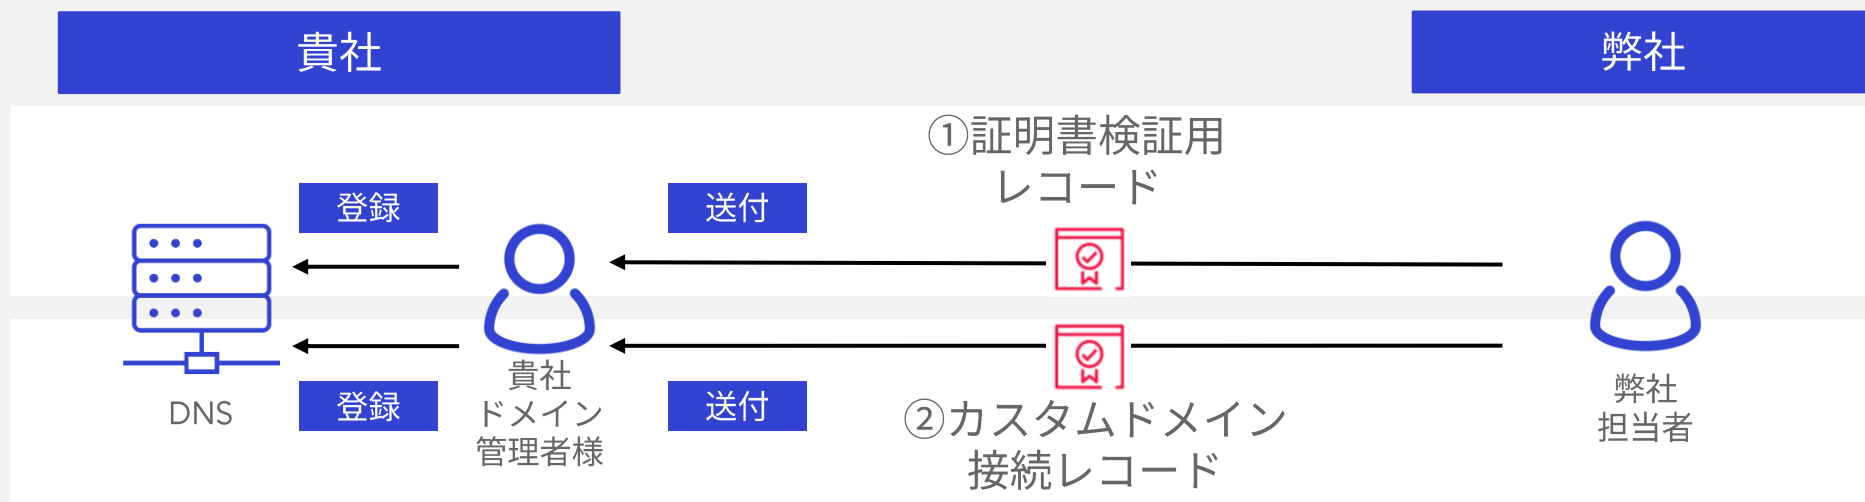 貴社
弊社
①証明書検証用
レコード
登録
送付
DNS
登録
貴社
ドメイン
管理者様
送付
②カスタムドメイン
接続レコード
弊社
担当者